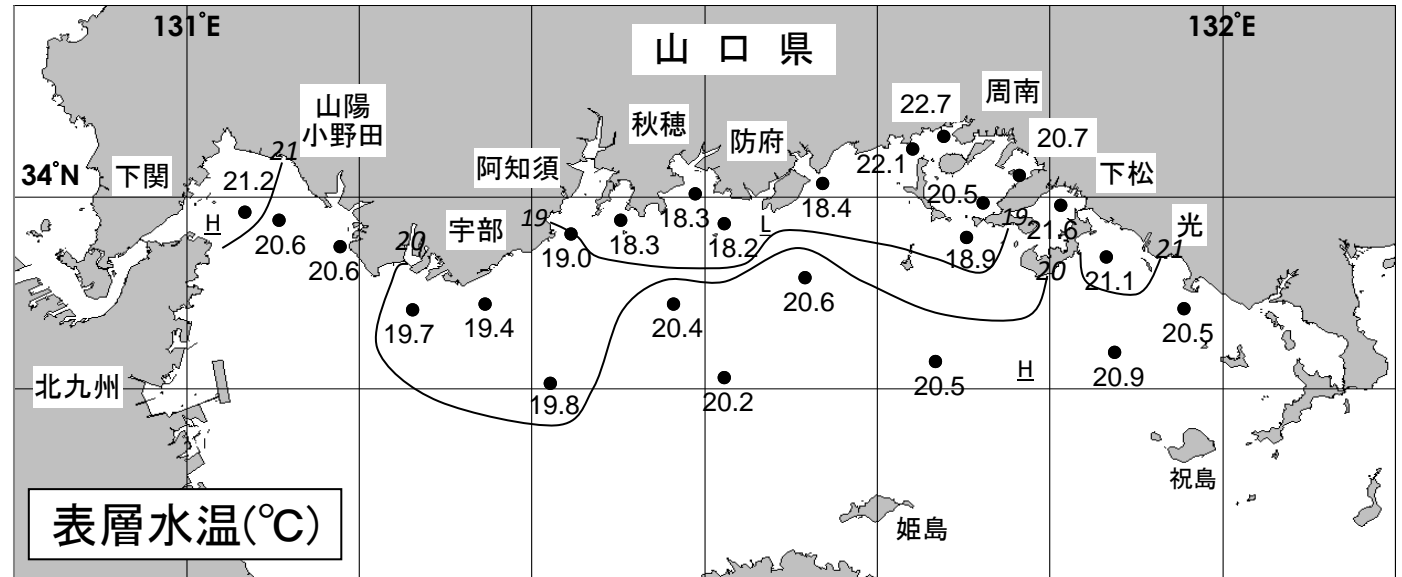 131°E
132°E
山 口 県
山陽
小野田
秋穂
防府
22.7
周南
20.7
阿知須
22.1
下松
34°N
下関
21
21.2
20.5
H
20.6
20.6
20
宇部
19
19.0
18.3
18.3
18.2
L
18.4
18.9
19
21.6
20
21.1
21
光
19.7
19.4
20.4
20.6
20.5
北九州
19.8
20.2
20.5
H
20.9
祝島
姫島
表層水温(℃)